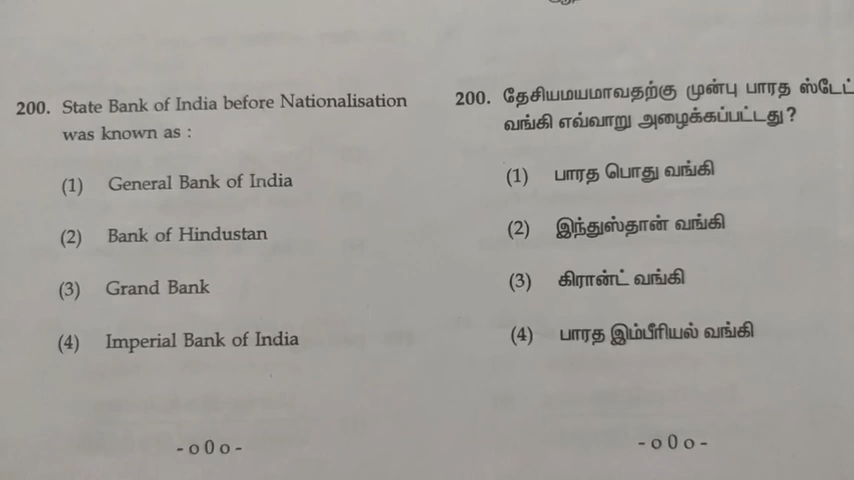 200. State Bank of India before Nationalisation
was known as :
(1) General Bank of India
(2) Bank of Hindustan
(3) Grand Bank
(4) Imperial Bank of India
-o0o-
200. தேசியமயமாவதற்கு முன்பு பாரத ஸ்டேட்
வங்கி எவ்வாறு அழைக்கப்பட்டது ?
(1) பாரத பொது வங்கி
(2) இந்துஸ்தான் வங்கி
(3) கிராண்ட் வங்கி
(4) பாரத இம்பீரியல் வங்கி
-o0o-